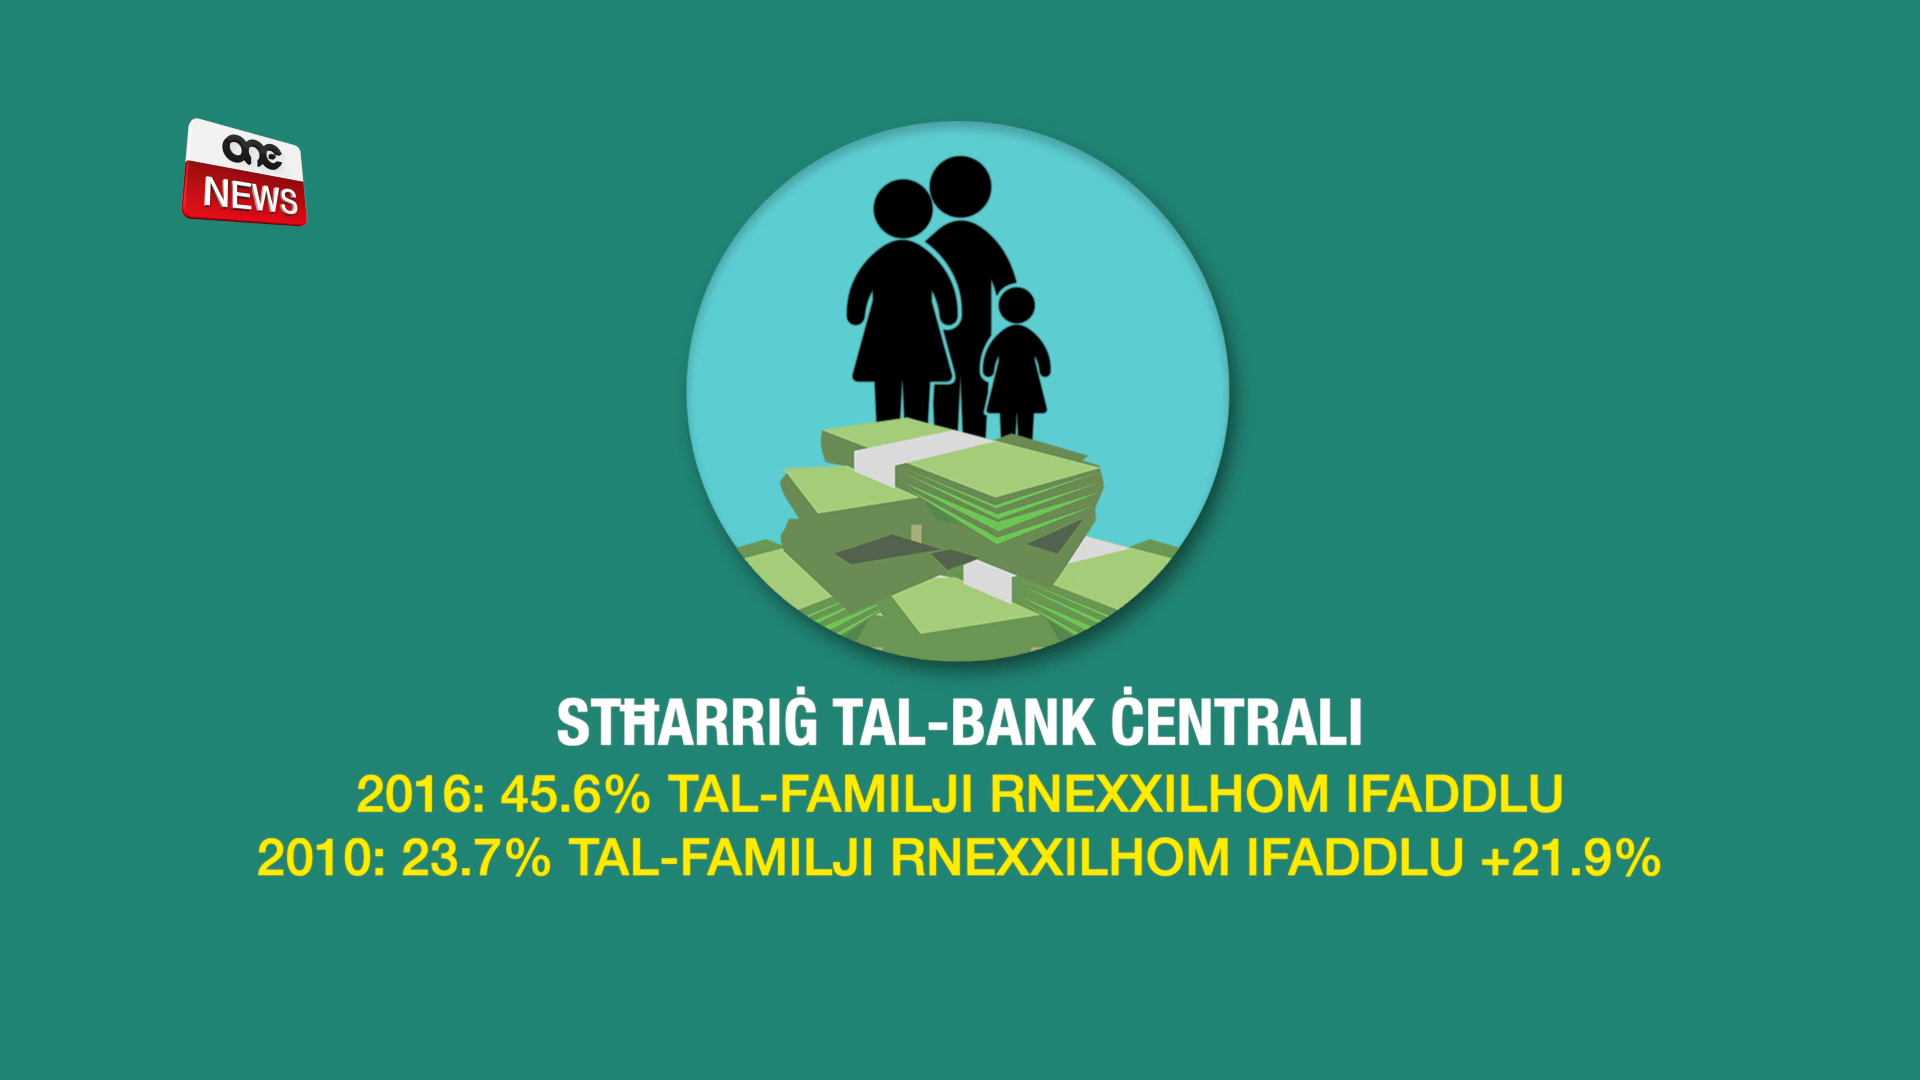 one
NEWS
STĦARRIĠ TAL-BANK ĊENTRALI
2016: 45.6% TAL-FAMILJI RNEXXILHOM IFADDLU
2010: 23.7% TAL-FAMILJI RNEXXILHOM IFADDLU +21.9%